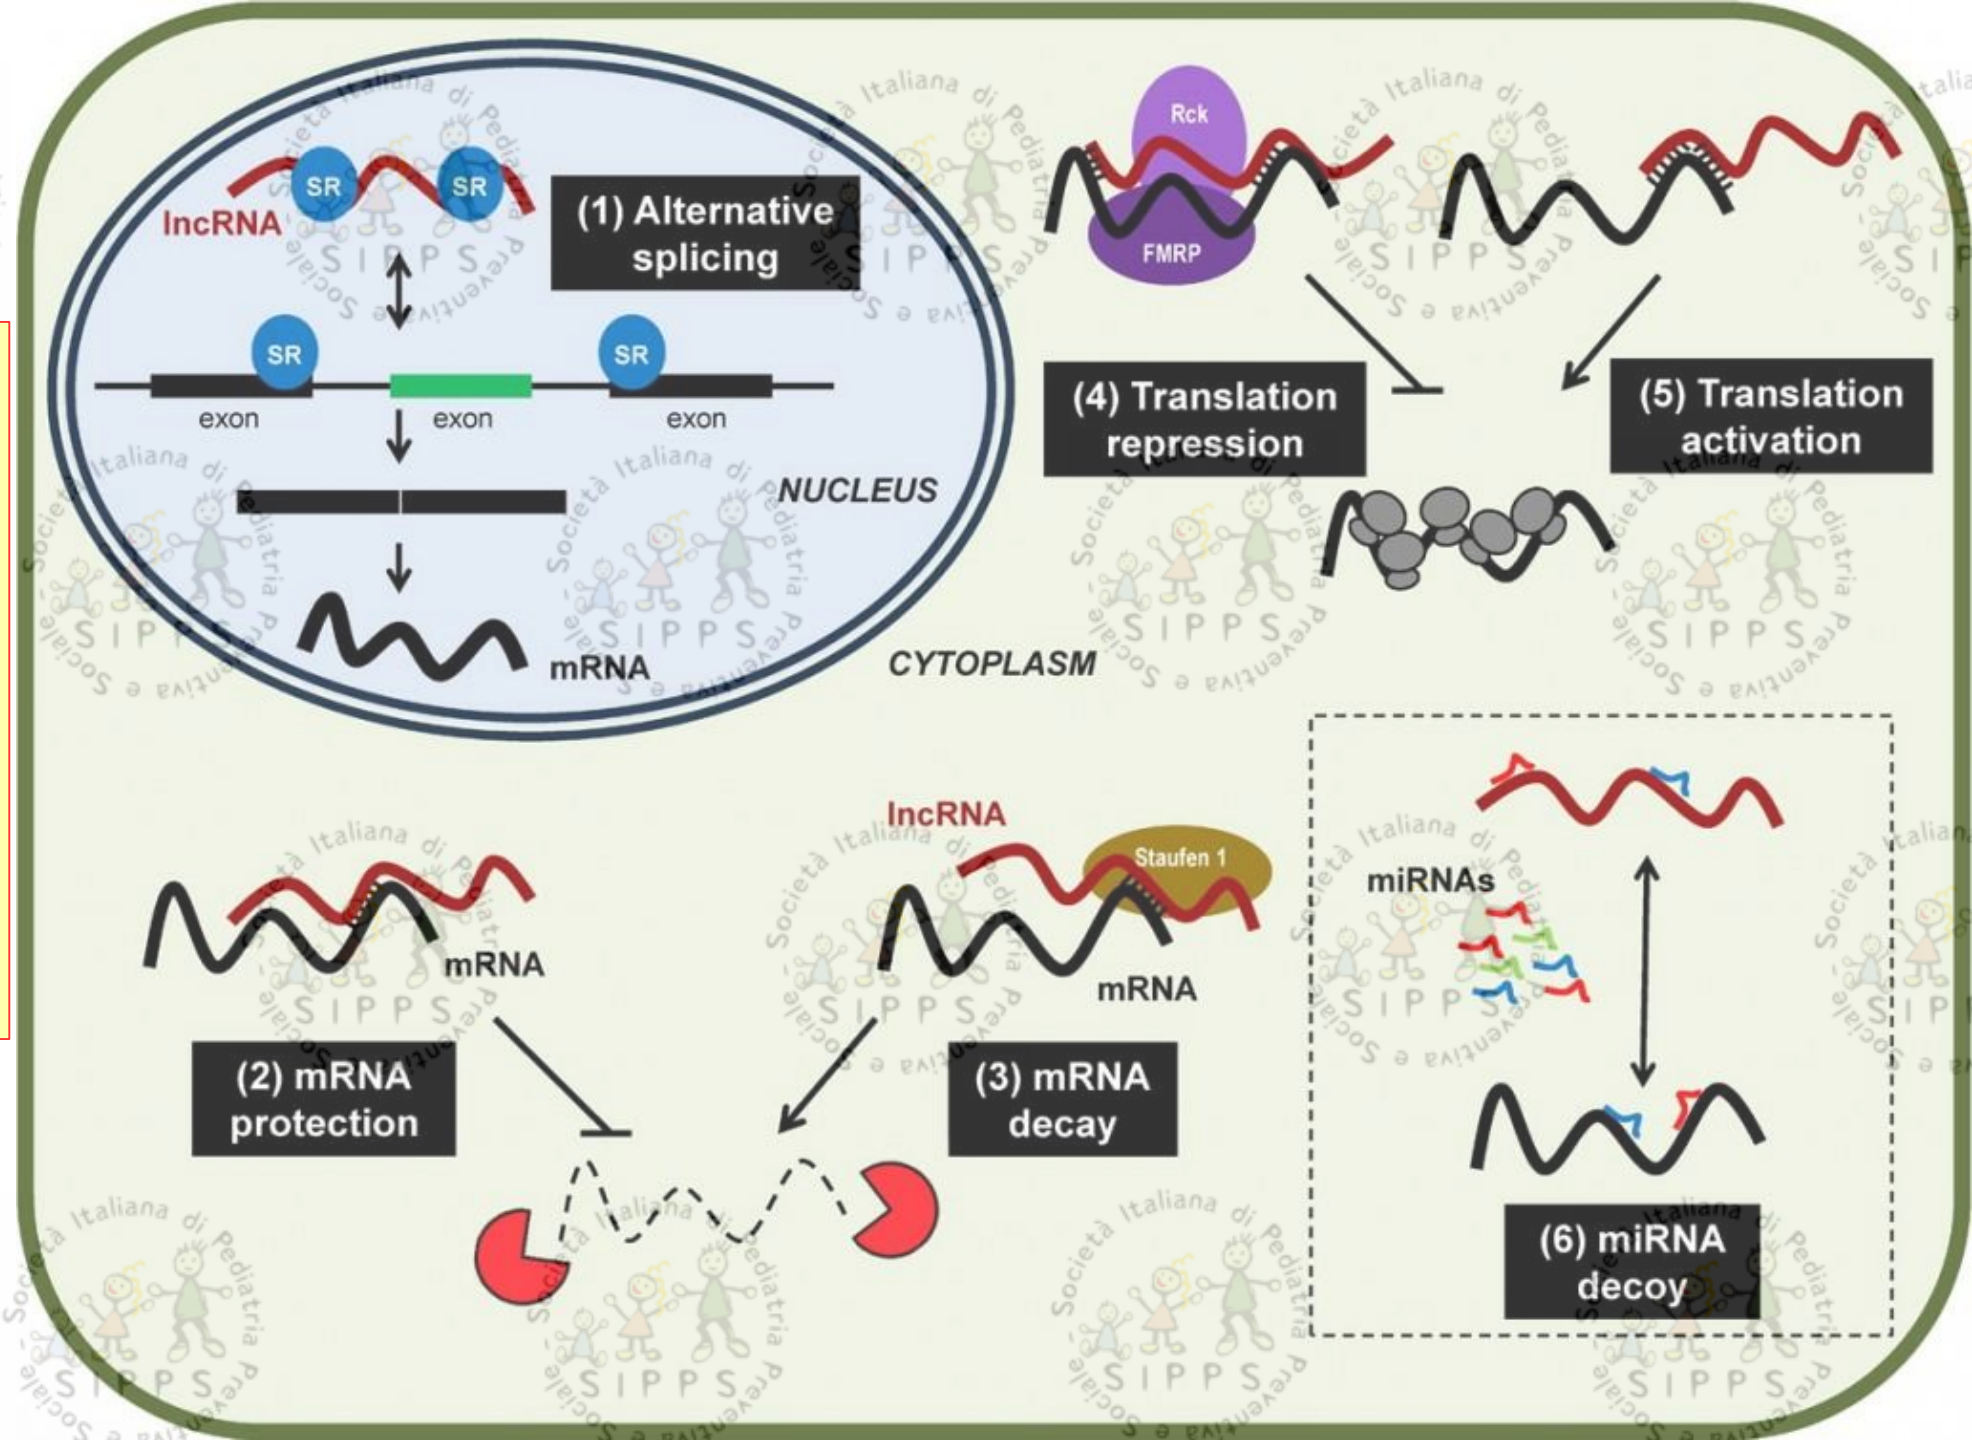 SR
SR
lncRNA
(1) Alternative
splicing
SR
SR
exon
exon
exon
NUCLEUS
mRNA
CYTOPLASM
Rck
FMRP
(4) Translation
repression
(5) Translation
activation
mRNA
(2) mRNA
protection
lncRNA
Staufen 1
mRNA
(3) mRNA
decay
miRNAs
(6) miRNA
decoy
Società Italiana di Pediatria Preventiva e Sociale
SIPPS